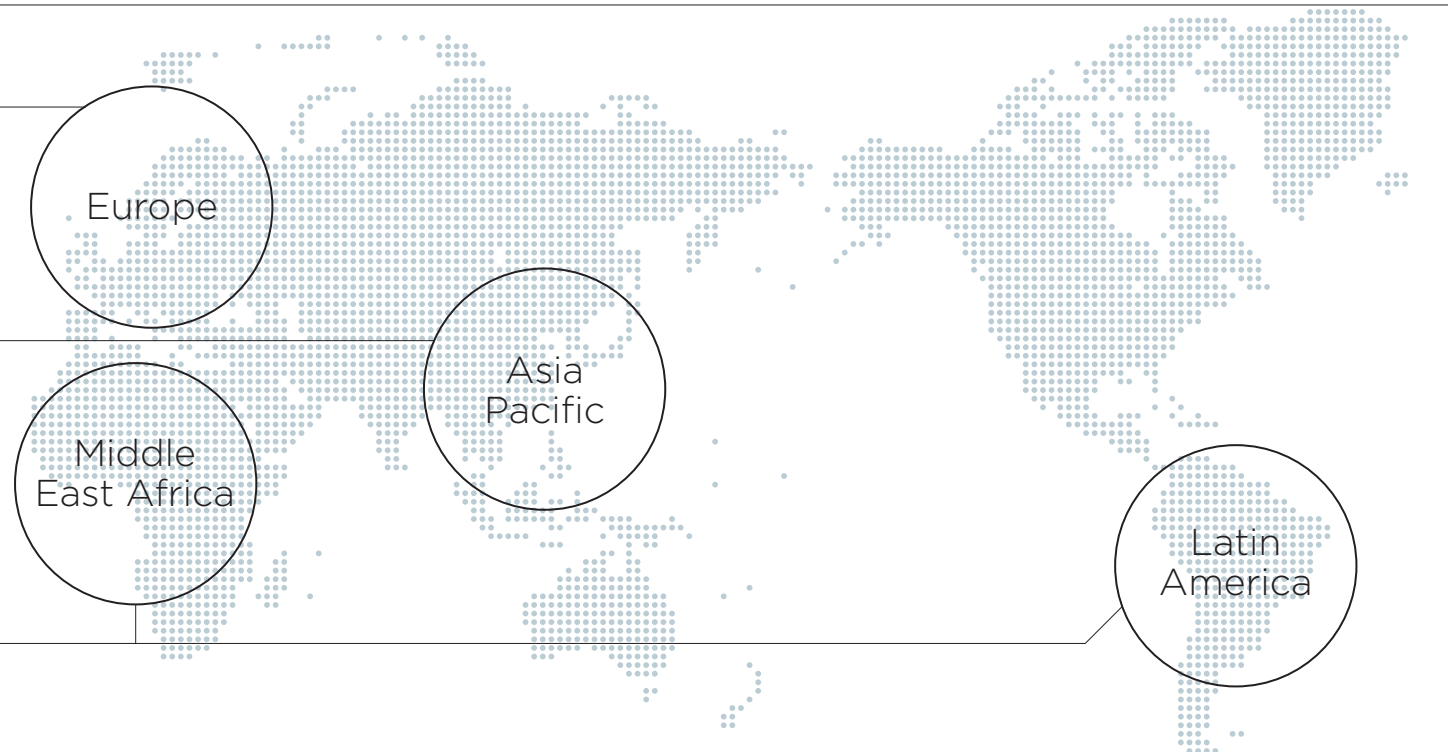 Europe
Asia
Pacific
Middle
East Africa
Latin
America